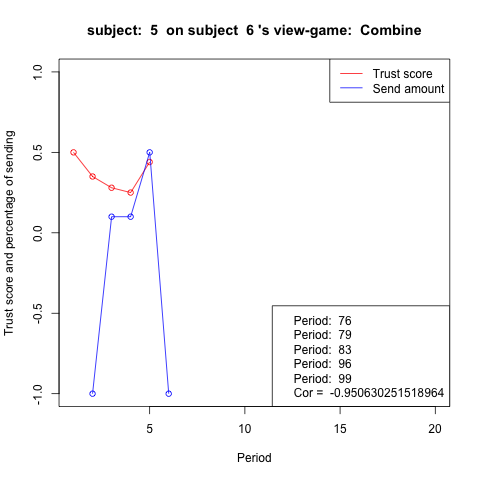 subject:  5  on subject  6 's view-game:  Combine
Trust score
Send amount
Trust score and percentage of sending
1.0
0.5
0.0
-0.5
-1.0
Period:  76
Period:  79
Period:  83
Period:  96
Period:  99
Cor =  -0.950630251518964
5 10 15 20
Period